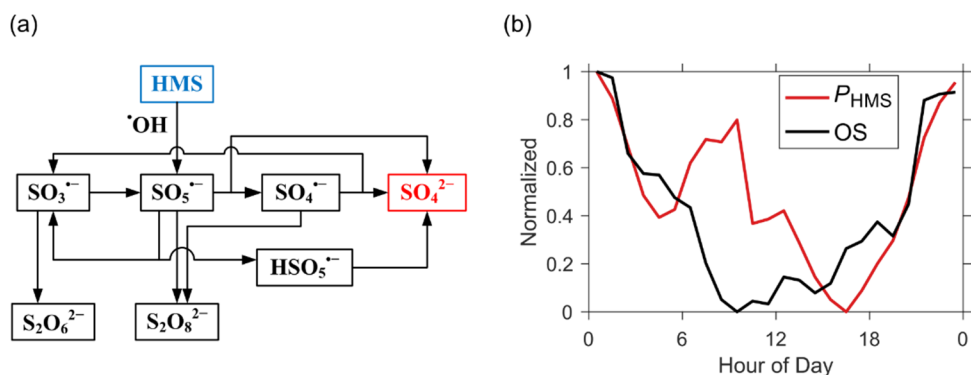 (a)
HMS
•OH
SO₃•⁻ SO₅•⁻ SO₄•⁻ SO₄²⁻
HSO₅•⁻
S₂O₆²⁻ S₂O₈²⁻
(b)
Normalized
1
0.8
0.6
0.4
0.2
0
P_HMS
OS
0 6 12 18 0
Hour of Day